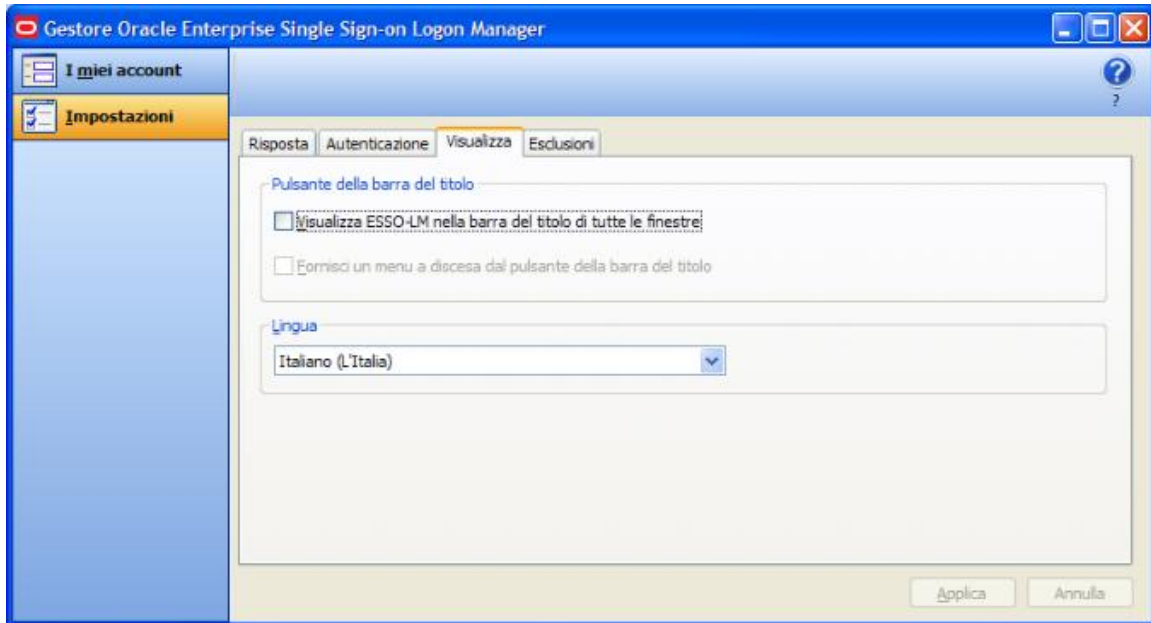 Gestore Oracle Enterprise Single Sign-on Logon Manager
I miei account
Impostazioni
?
?
Risposta Autenticazione Visualizza Esclusioni
Pulsante della barra del titolo
Visualizza ESSO-LM nella barra del titolo di tutte le finestre
Fornisci un menu a discesa dal pulsante della barra del titolo
Lingua
Italiano (L'Italia)
Applica Annulla